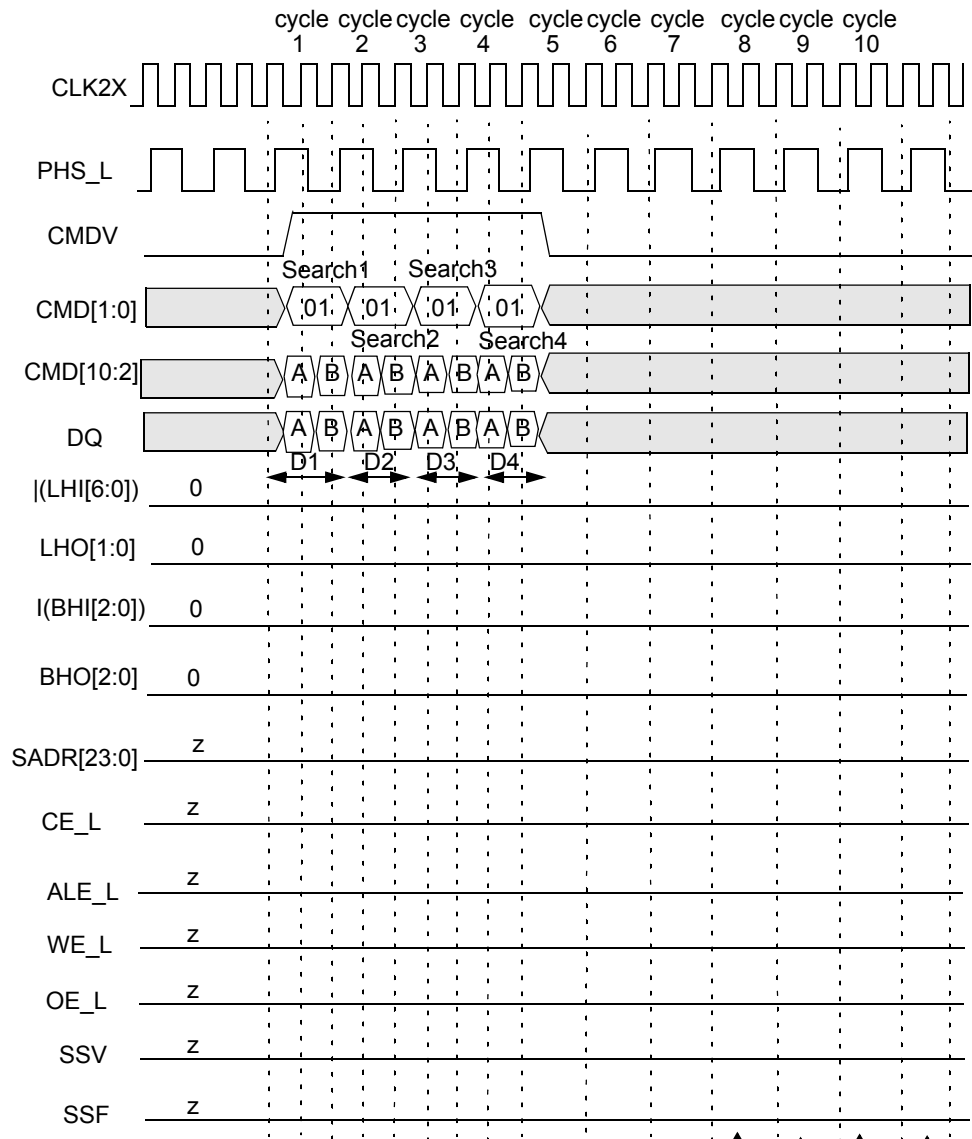 cycle cycle cycle cycle cycle cycle cycle cycle cycle cycle
1 2 3 4 5 6 7 8 9 10
CLK2X
PHS_L
CMDV
Search1 Search3
CMD[1:0] 01 01 01 01
Search2 Search4
CMD[10:2] A B A B A B A B
DQ A B A B A B A B
D1 D2 D3 D4
|(LHI[6:0]) 0
LHO[1:0] 0
I(BHI[2:0]) 0
BHO[2:0] 0
SADR[23:0] z
CE_L z
ALE_L z
WE_L z
OE_L z
SSV z
SSF z